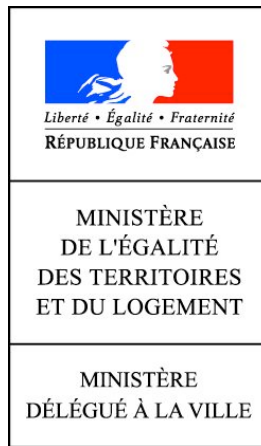 Liberté • Égalité • Fraternité
RÉPUBLIQUE FRANÇAISE
MINISTÈRE
DE L'ÉGALITÉ
DES TERRITOIRES
ET DU LOGEMENT
MINISTÈRE
DÉLÉGUÉ À LA VILLE